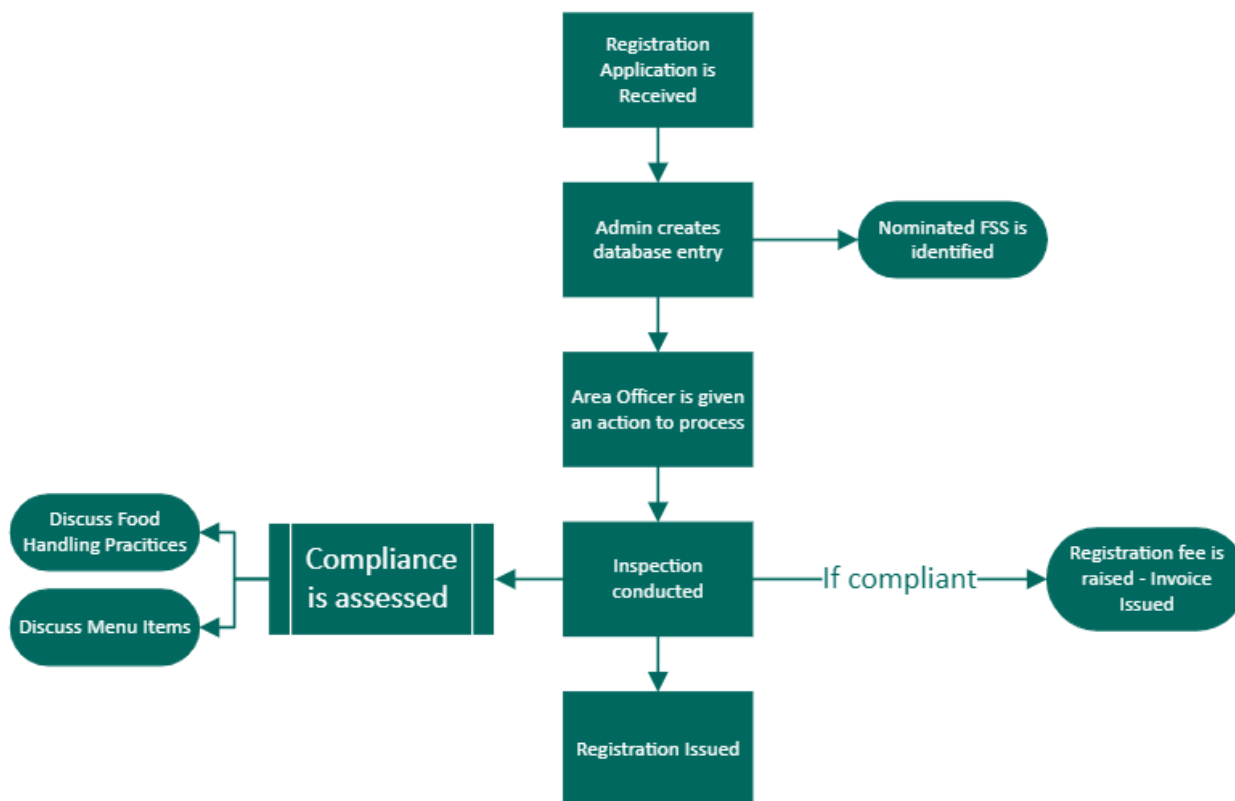 Registration
Application is
Received
Admin creates
database entry
Nominated FSS is
identified
Area Officer is given
an action to process
Discuss Food
Handling Pracitices
Discuss Menu Items
Compliance
is assessed
Inspection
conducted
If compliant
Registration fee is
raised - Invoice
Issued
Registration Issued